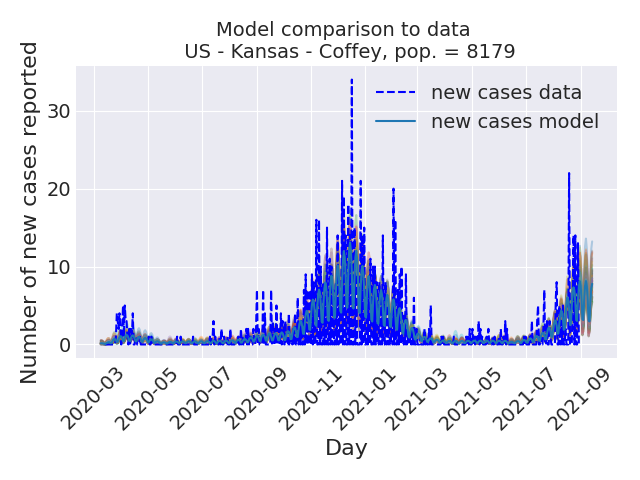 Model comparison to data
US - Kansas - Coffey, pop. = 8179
Number of new cases reported
new cases data
new cases model
30
20
10
0
2020-03
2020-05
2020-07
2020-09
2020-11
2021-01
2021-03
2021-05
2021-07
2021-09
Day